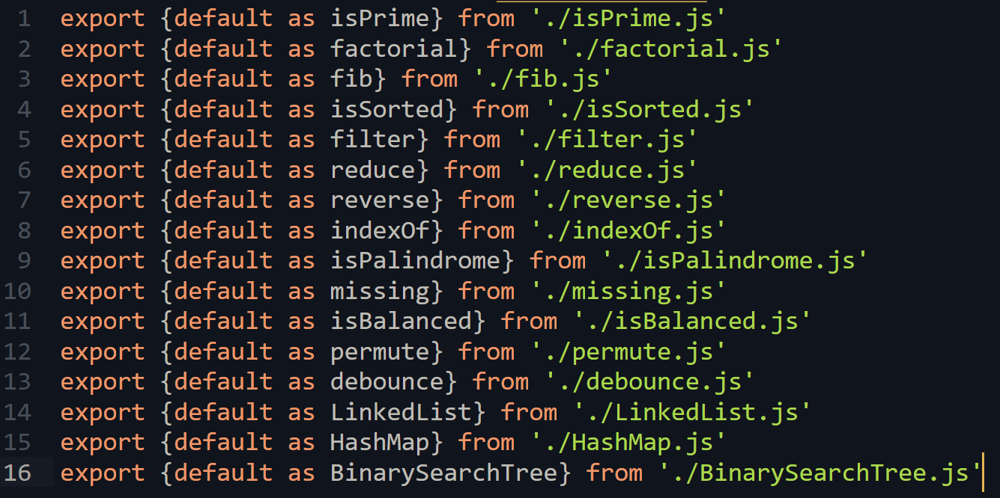 1 export {default as isPrime} from './isPrime.js'
2 export {default as factorial} from './factorial.js'
3 export {default as fib} from './fib.js'
4 export {default as isSorted} from './isSorted.js'
5 export {default as filter} from './filter.js'
6 export {default as reduce} from './reduce.js'
7 export {default as reverse} from './reverse.js'
8 export {default as indexOf} from './indexOf.js'
9 export {default as isPalindrome} from './isPalindrome.js'
10 export {default as missing} from './missing.js'
11 export {default as isBalanced} from './isBalanced.js'
12 export {default as permute} from './permute.js'
13 export {default as debounce} from './debounce.js'
14 export {default as LinkedList} from './LinkedList.js'
15 export {default as HashMap} from './HashMap.js'
16 export {default as BinarySearchTree} from './BinarySearchTree.js'